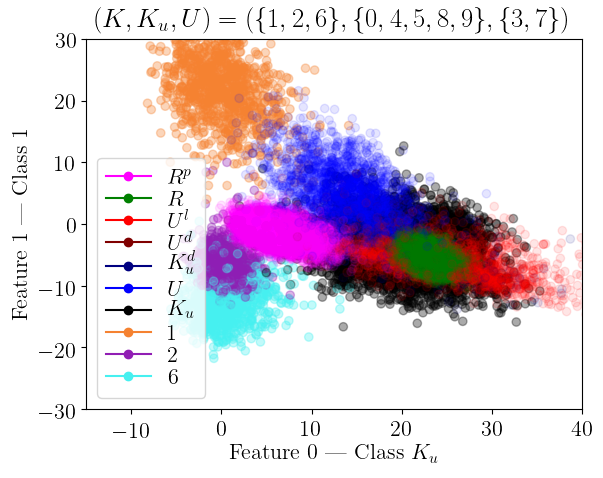 (K, K_u, U) = ({1, 2, 6}, {0, 4, 5, 8, 9}, {3, 7})
30
20
10
0
−10
−20
−30
Feature 1 — Class 1
R^p
R
U^l
U^d
K_u^d
U
K_u
1
2
6
−10 0 10 20 30 40
Feature 0 — Class K_u